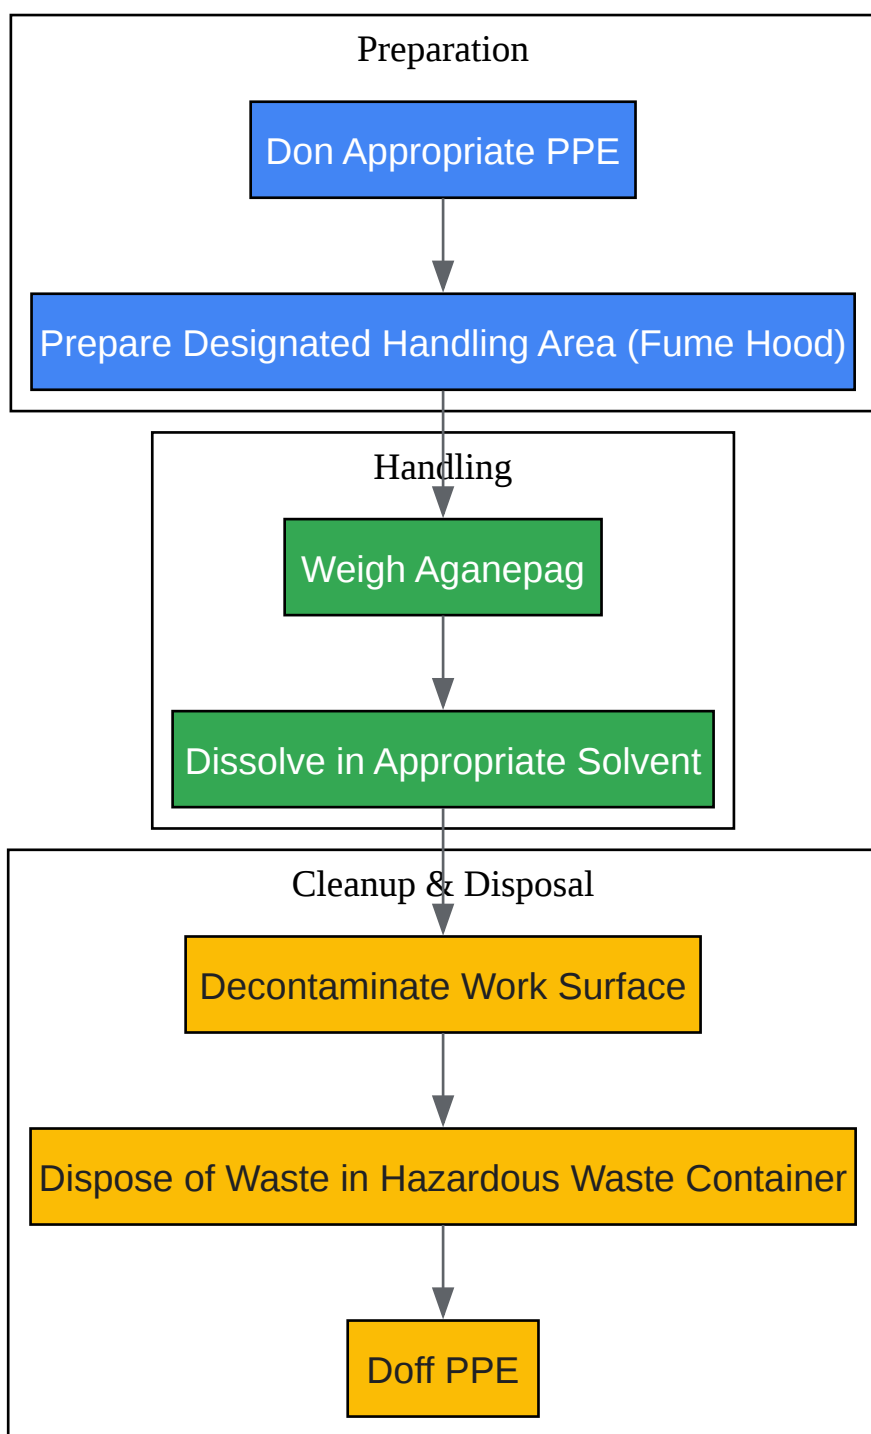 Preparation
Don Appropriate PPE
Prepare Designated Handling Area (Fume Hood)
Handling
Weigh Aganepag
Dissolve in Appropriate Solvent
Cleanup & Disposal
Decontaminate Work Surface
Dispose of Waste in Hazardous Waste Container
Doff PPE